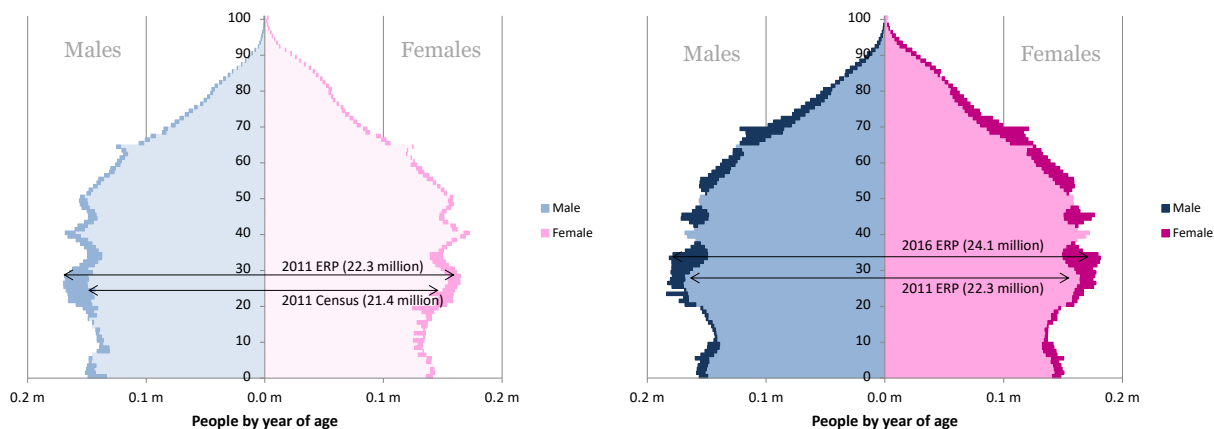 100
Males
Females
90
80
70
60
50
40
30
20
10
0
2011 ERP (22.3 million)
2011 Census (21.4 million)
Male
Female
0.2 m
0.1 m
0.0 m
0.1 m
0.2 m
People by year of age
100
Males
Females
90
80
70
60
50
40
30
20
10
0
2016 ERP (24.1 million)
2011 ERP (22.3 million)
Male
Female
0.2 m
0.1 m
0.0 m
0.1 m
0.2 m
People by year of age